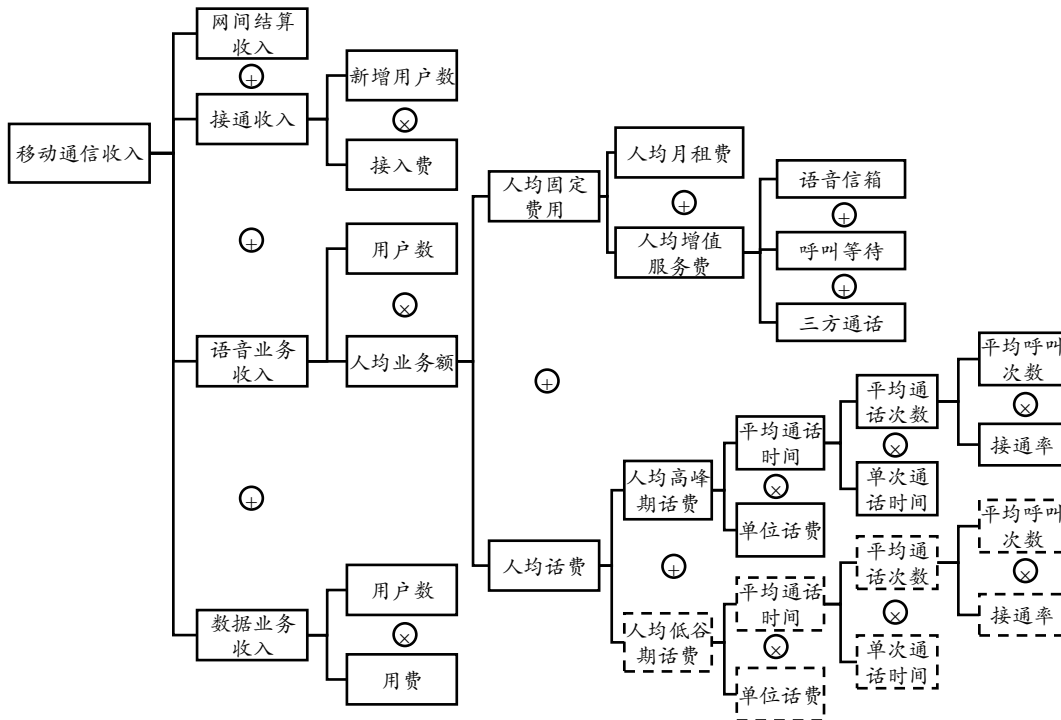 移动通信收入
网间结算
收入
+
接通收入
新增用户数
×
接入费
+
语音业务
收入
用户数
×
人均业务额
人均固定
费用
人均月租费
+
人均增值
服务费
语音信箱
+
呼叫等待
+
三方通话
+
人均话费
人均高峰
期话费
平均通话
时间
×
单位话费
平均通
话次数
×
单次通
话时间
平均呼叫
次数
×
接通率
+
人均低谷
期话费
平均通话
时间
×
单位话费
平均通
话次数
×
单次通
话时间
平均呼叫
次数
×
接通率
+
数据业务
收入
用户数
×
用费